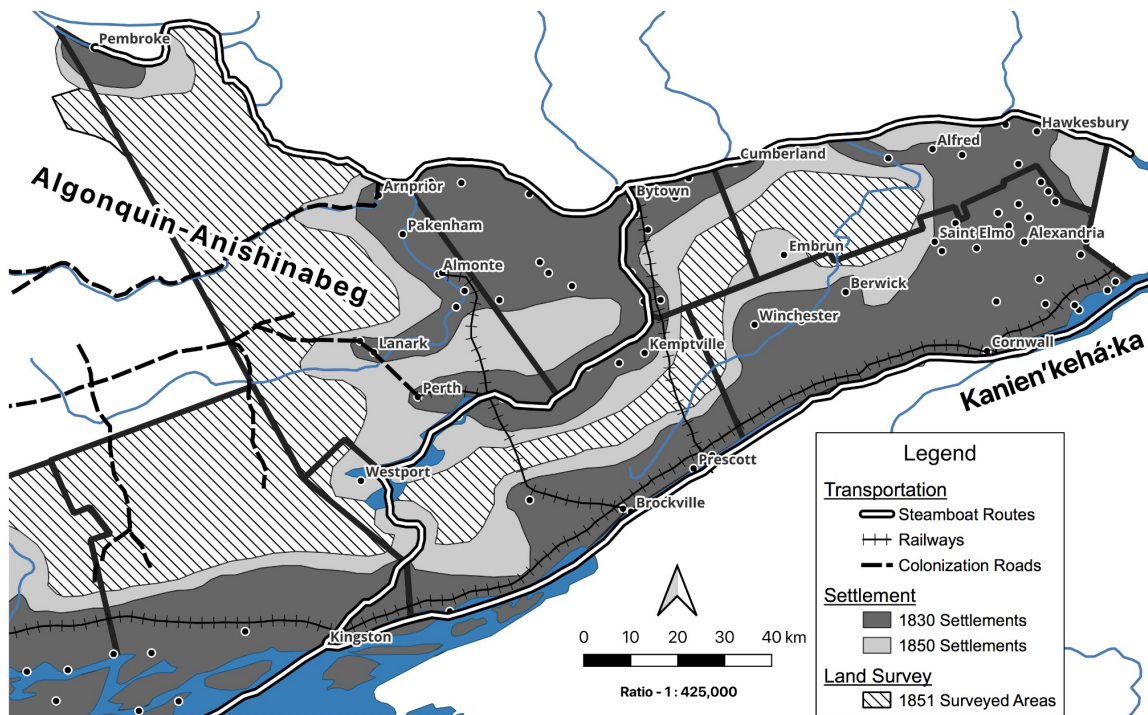 Pembroke
Hawkesbury
Alfred
Cumberland
Algonquin-Anishinabeg
Arnprior
Bytown
Pakenham
Saint Elmo
Alexandria
Embrun
Almonte
Berwick
Winchester
Lanark
Kemptville
Cornwall
Perth
Kanien'kehá:ka
Westport
Prescott
Brockville
Kingston
0 10 20 30 40 km
Ratio - 1 : 425,000
Legend
Transportation
Steamboat Routes
Railways
Colonization Roads
Settlement
1830 Settlements
1850 Settlements
Land Survey
1851 Surveyed Areas